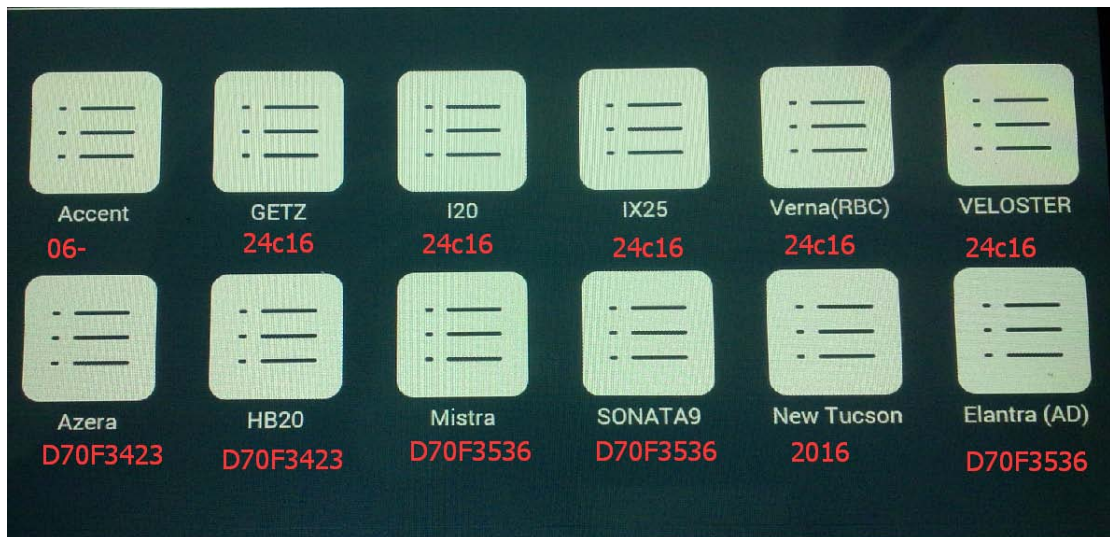 Accent GETZ I20 IX25 Verna(RBC) VELOSTER
06- 24c16 24c16 24c16 24c16 24c16
Azera HB20 Mistra SONATA9 New Tucson Elantra (AD)
D70F3423 D70F3423 D70F3536 D70F3536 2016 D70F3536